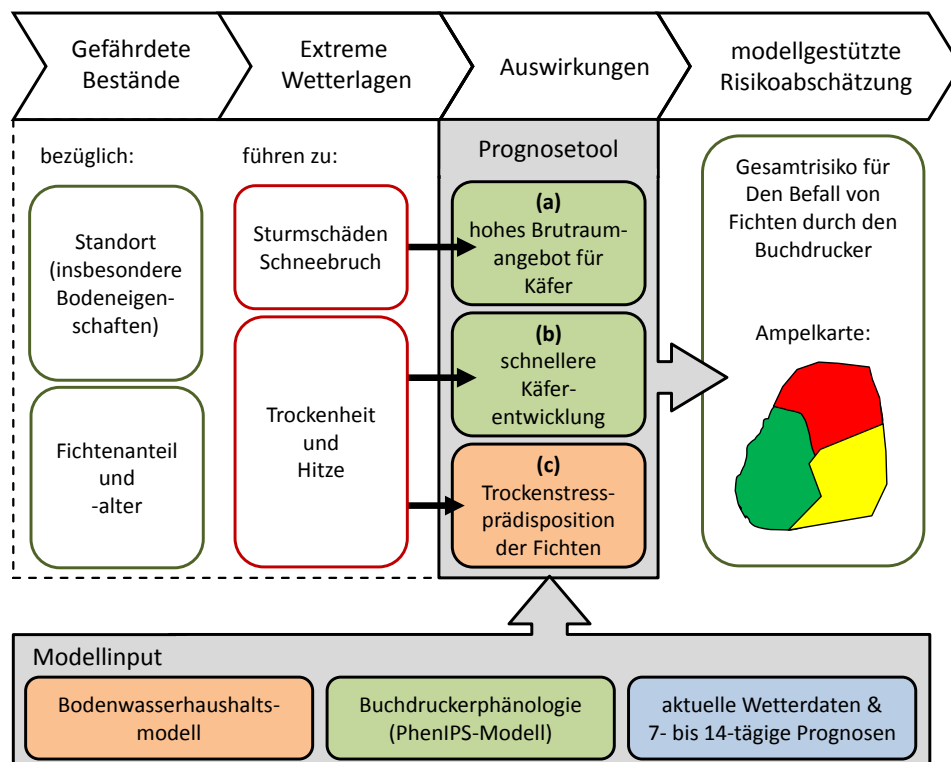 Gefährdete
Bestände
Extreme
Wetterlagen
Auswirkungen
modellgestützte
Risikoabschätzung
bezüglich:
Standort
(insbesondere
Bodeneigen-
schaften)
Fichtenanteil
und
-alter
führen zu:
Sturmschäden
Schneebruch
Trockenheit
und
Hitze
Prognosetool
(a)
hohes Brutraum-
angebot für
Käfer
(b)
schnellere
Käfer-
entwicklung
(c)
Trockenstress-
prädisposition
der Fichten
Gesamtrisiko für
Den Befall von
Fichten durch den
Buchdrucker
Ampelkarte:
Modellinput
Bodenwasserhaushalts-
modell
Buchdruckerphänologie
(PhenIPS-Modell)
aktuelle Wetterdaten &
7- bis 14-tägige Prognosen